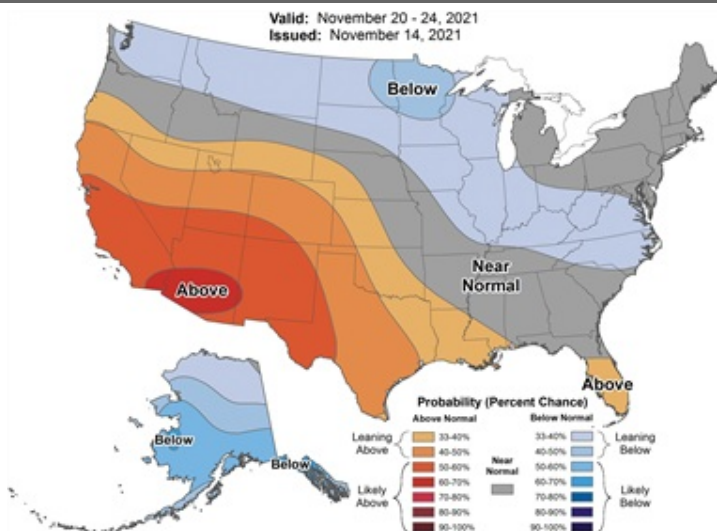 Valid: November 20 - 24, 2021
Issued: November 14, 2021
Below
Near
Normal
Above
Above
Below
Below
Probability (Percent Chance)
Above Normal
Below Normal
Leaning
Above
33-40%
40-50%
Likely
Above
50-60%
60-70%
70-80%
80-90%
90-100%
Near
Normal
33-40%
40-50%
Leaning
Below
50-60%
60-70%
70-80%
80-90%
90-100%
Likely
Below